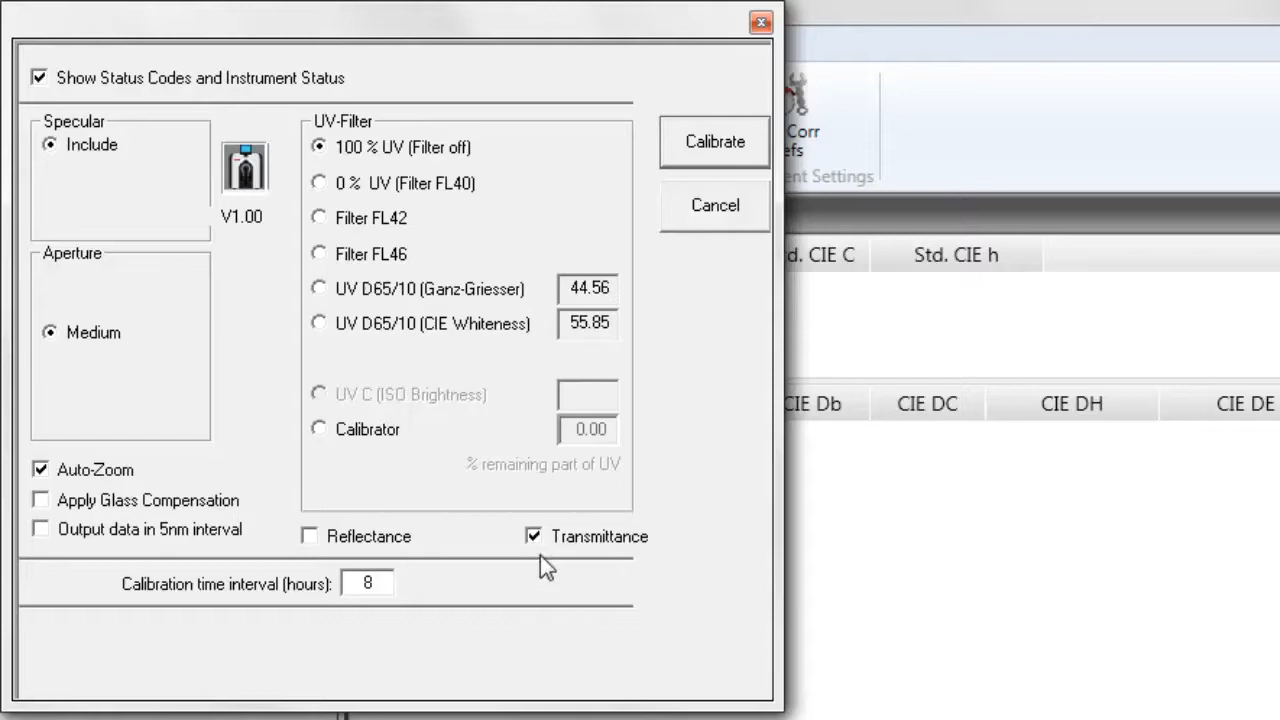 Show Status Codes and Instrument Status
Specular
Include
V1.00
Aperture
Medium
Auto-Zoom
Apply Glass Compensation
Output data in 5nm interval
UV-Filter
100 % UV (Filter off)
0 % UV (Filter FL40)
Filter FL42
Filter FL46
UV D65/10 (Ganz-Griesser) 44.56
UV D65/10 (CIE Whiteness) 55.85
UV C (ISO Brightness)
Calibrator 0.00
% remaining part of UV
Reflectance Transmittance
Calibration time interval (hours): 8
Calibrate
Cancel
Corr
efs
ent Settings
d. CIE C Std. CIE h
CIE Db CIE DC CIE DH CIE DE